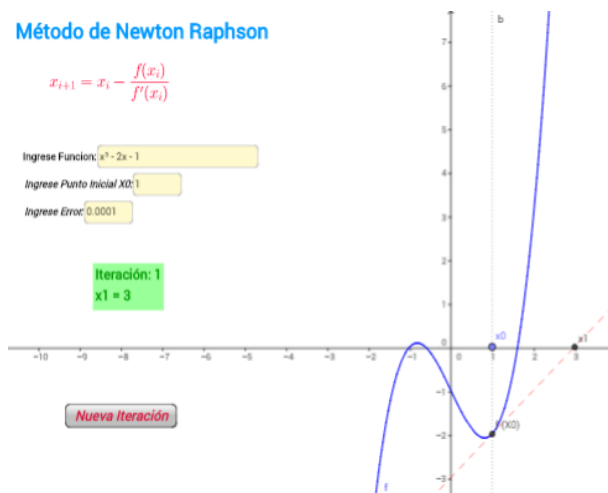 Método de Newton Raphson
x_{i+1} = x_i - \frac{f(x_i)}{f'(x_i)}
Ingrese Funcion: x³ - 2x - 1
Ingrese Punto Inicial X0: 1
Ingrese Error: 0.0001
Iteración: 1
x1 = 3
Nueva Iteración
b
7
6
5
4
3
2
1
0
x0
x1
−10 −9 −8 −7 −6 −5 −4 −3 −2 −1 0 1 2 3
−1
F(X0)
−2
−3
f